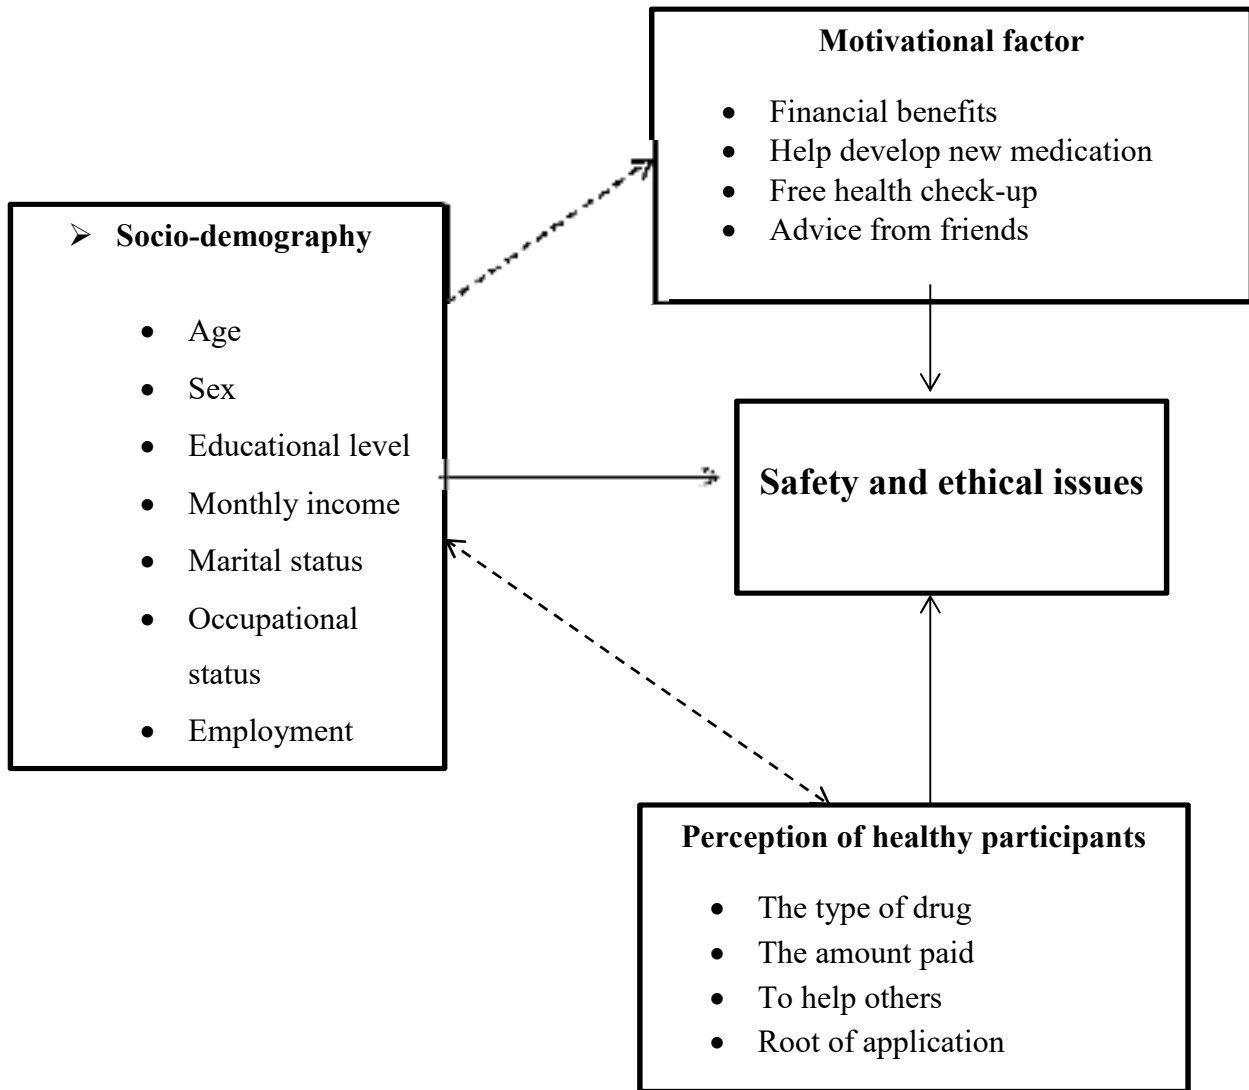 Motivational factor
• Financial benefits
• Help develop new medication
• Free health check-up
• Advice from friends
➢ Socio-demography
• Age
• Sex
• Educational level
• Monthly income
• Marital status
• Occupational
status
• Employment
Safety and ethical issues
Perception of healthy participants
• The type of drug
• The amount paid
• To help others
• Root of application